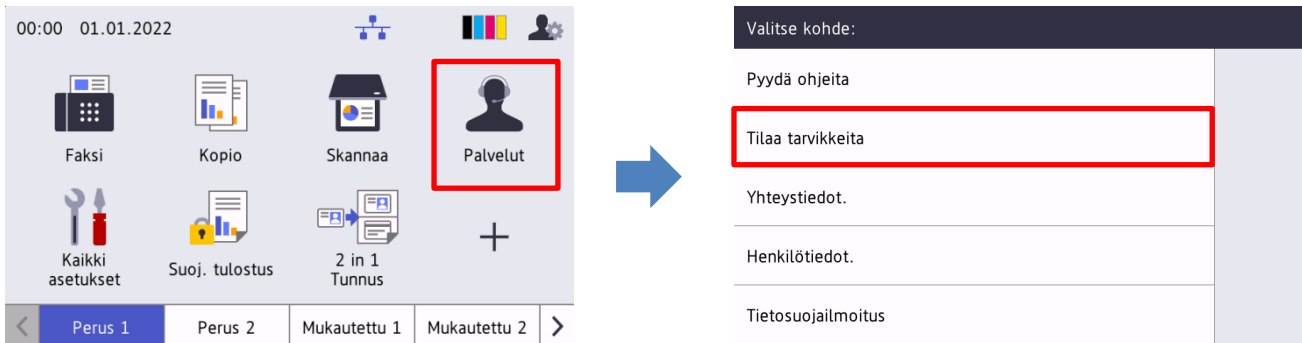 00:00 01.01.2022
Faksi
Kopio
Skannaa
Palvelut
Kaikki
asetukset
Suoj. tulostus
2 in 1
Tunnus
Perus 1
Perus 2
Mukautettu 1
Mukautettu 2
Valitse kohde:
Pyydä ohjeita
Tilaa tarvikkeita
Yhteystiedot.
Henkilötiedot.
Tietosuojailmoitus